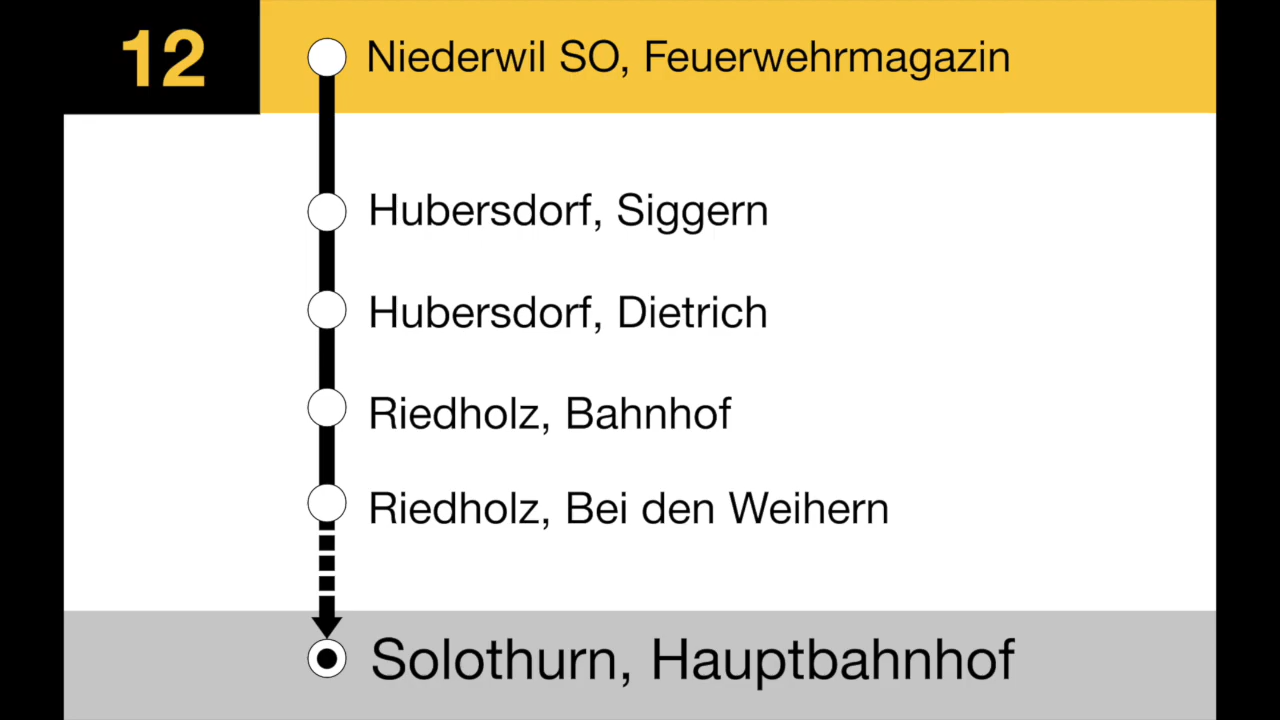 12
Niederwil SO, Feuerwehrmagazin
Hubersdorf, Siggern
Hubersdorf, Dietrich
Riedholz, Bahnhof
Riedholz, Bei den Weihern
Solothurn, Hauptbahnhof